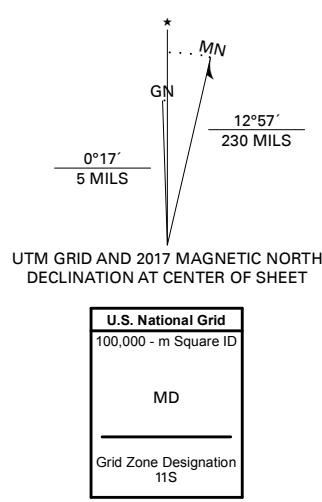 MN
GN
12°57´
230 MILS
0°17´
5 MILS
UTM GRID AND 2017 MAGNETIC NORTH
DECLINATION AT CENTER OF SHEET
U.S. National Grid
100,000 - m Square ID
MD
Grid Zone Designation
11S